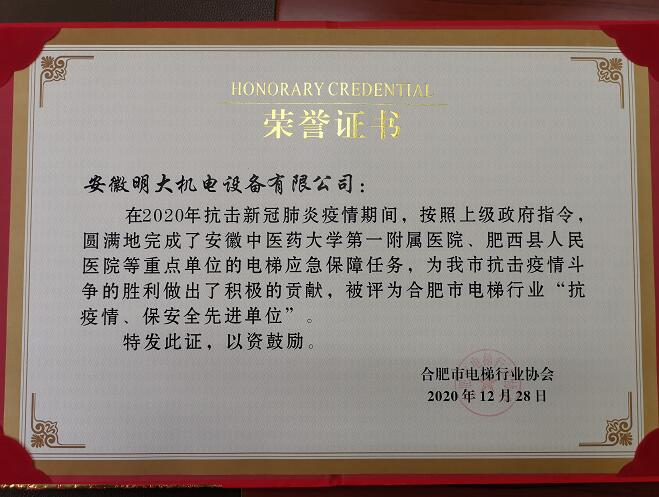 HONORARY CREDENTIAL
荣誉证书
安徽明大机电设备有限公司：
在2020年抗击新冠肺炎疫情期间，按照上级政府指令，
圆满地完成了安徽中医药大学第一附属医院、肥西县人民
医院等重点单位的电梯应急保障任务，为我市抗击疫情斗
争的胜利做出了积极的贡献，被评为合肥市电梯行业“抗
疫情、保安全先进单位”。
特发此证，以资鼓励。
合肥市电梯行业协会
2020年12月28日